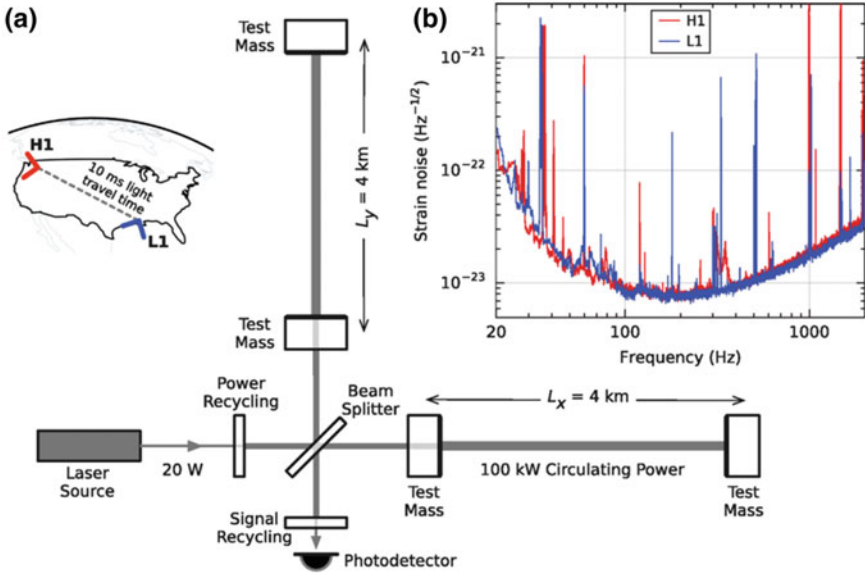 (a)
Test
Mass
H1
10 ms light
travel time
L1
L_y = 4 km
Test
Mass
Power
Recycling
Beam
Splitter
L_x = 4 km
Laser
Source
20 W
100 kW Circulating Power
Test
Mass
Test
Mass
Signal
Recycling
Photodetector
(b)
H1
L1
10^-21
10^-22
10^-23
Strain noise (Hz^-1/2)
20
100
1000
Frequency (Hz)